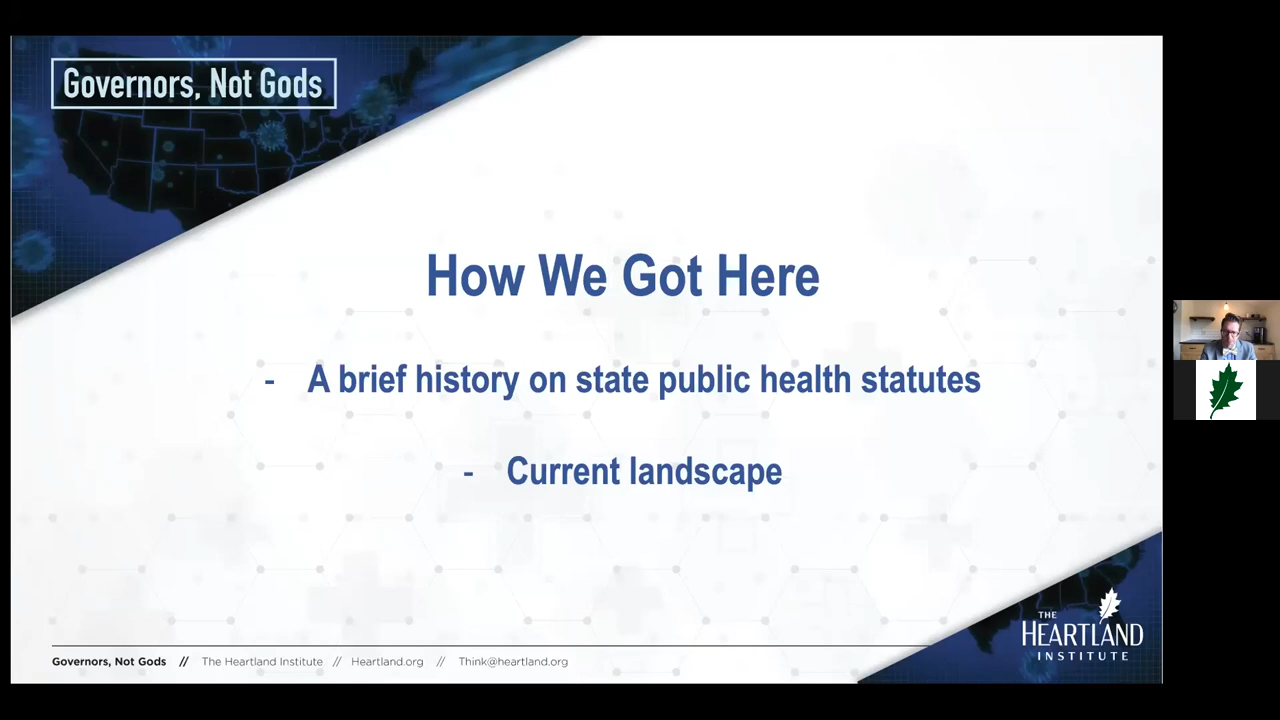 Governors, Not Gods
How We Got Here
- A brief history on state public health statutes
- Current landscape
THE
HEARTLAND
INSTITUTE
Governors, Not Gods // The Heartland Institute // Heartland.org // Think@heartland.org